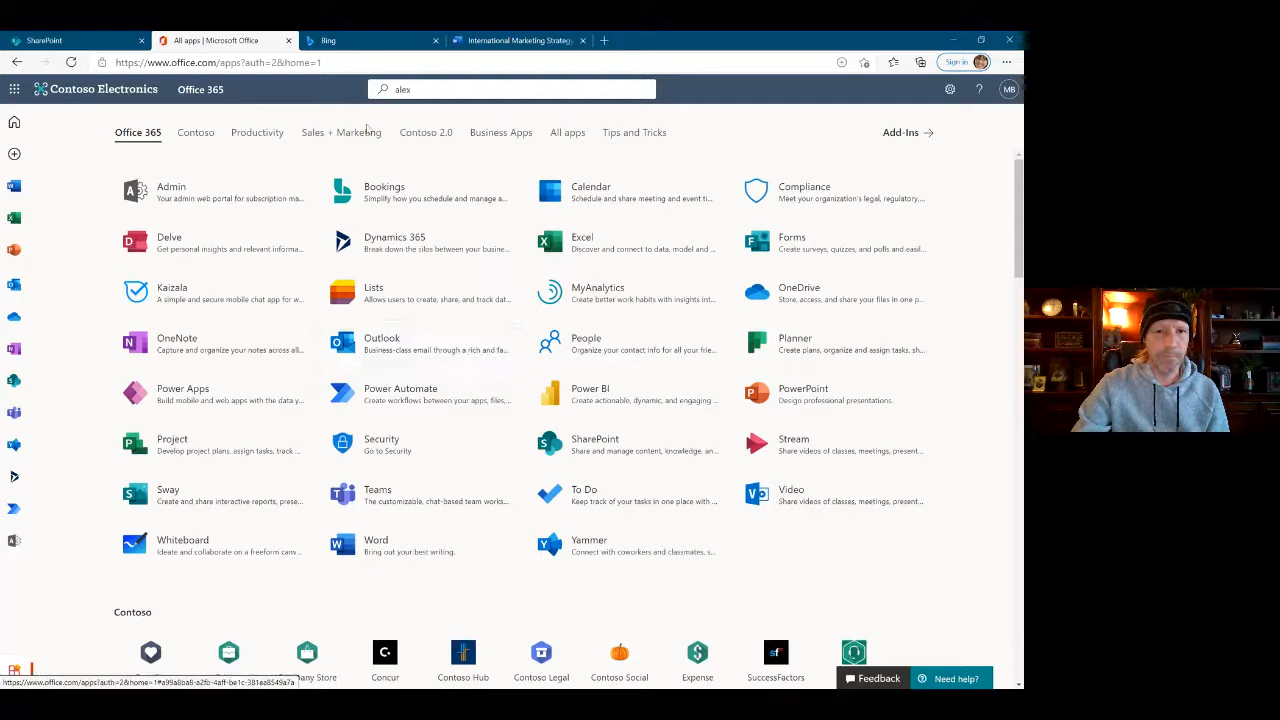 SharePoint
All apps | Microsoft Office
Bing
International Marketing Strategy
https://www.office.com/apps?auth=2&home=1
Sign in
Contoso Electronics
Office 365
alex
MB
Office 365
Contoso
Productivity
Sales + Marketing
Contoso 2.0
Business Apps
All apps
Tips and Tricks
Add-Ins
Admin
Your admin web portal for subscription ma...
Bookings
Simplify how you schedule and manage a...
Calendar
Schedule and share meeting and event ti...
Compliance
Meet your organization's legal, regulatory,...
Delve
Get personal insights and relevant informa...
Dynamics 365
Break down the silos between your busine...
Excel
Discover and connect to data, model and ...
Forms
Create surveys, quizzes, and polls and easil...
Kaizala
A simple and secure mobile chat app for w...
Lists
Allows users to create, share, and track dat...
MyAnalytics
Create better work habits with insights int...
OneDrive
Store, access, and share your files in one p...
OneNote
Capture and organize your notes across all...
Outlook
Business-class email through a rich and fa...
People
Organize your contact info for all your frie...
Planner
Create plans, organize and assign tasks, sh...
Power Apps
Build mobile and web apps with the data y...
Power Automate
Create workflows between your apps, files,...
Power BI
Create actionable, dynamic, and engaging ...
PowerPoint
Design professional presentations.
Project
Develop project plans, assign tasks, track ...
Security
Go to Security
SharePoint
Share and manage content, knowledge, an...
Stream
Share videos of classes, meetings, present...
Sway
Create and share interactive reports, prese...
Teams
The customizable, chat-based team works...
To Do
Keep track of your tasks in one place with ...
Video
Share videos of classes, meetings, present...
Whiteboard
Ideate and collaborate on a freeform canv...
Word
Bring out your best writing.
Yammer
Connect with coworkers and classmates, s...
Contoso
Store
Concur
Contoso Hub
Contoso Legal
Contoso Social
Expense
SuccessFactors
Feedback
Need help?